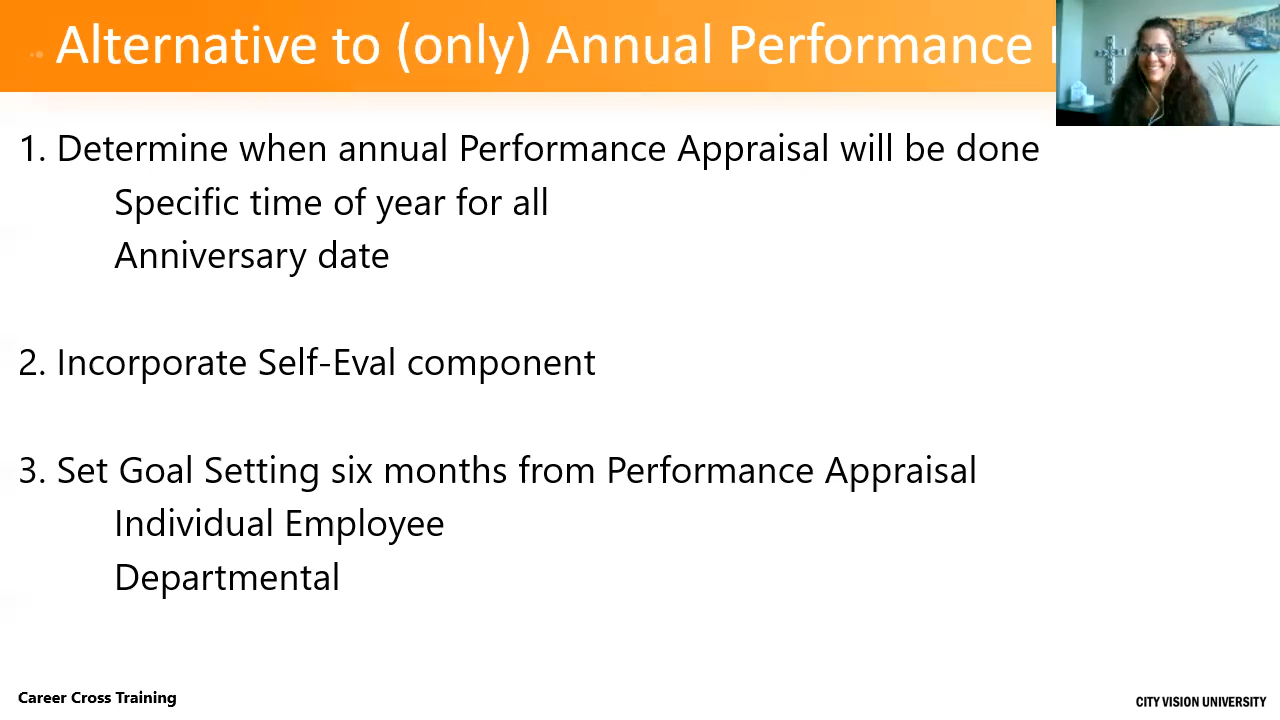 Alternative to (only) Annual Performance
1. Determine when annual Performance Appraisal will be done
Specific time of year for all
Anniversary date
2. Incorporate Self-Eval component
3. Set Goal Setting six months from Performance Appraisal
Individual Employee
Departmental
Career Cross Training
CITY VISION UNIVERSITY